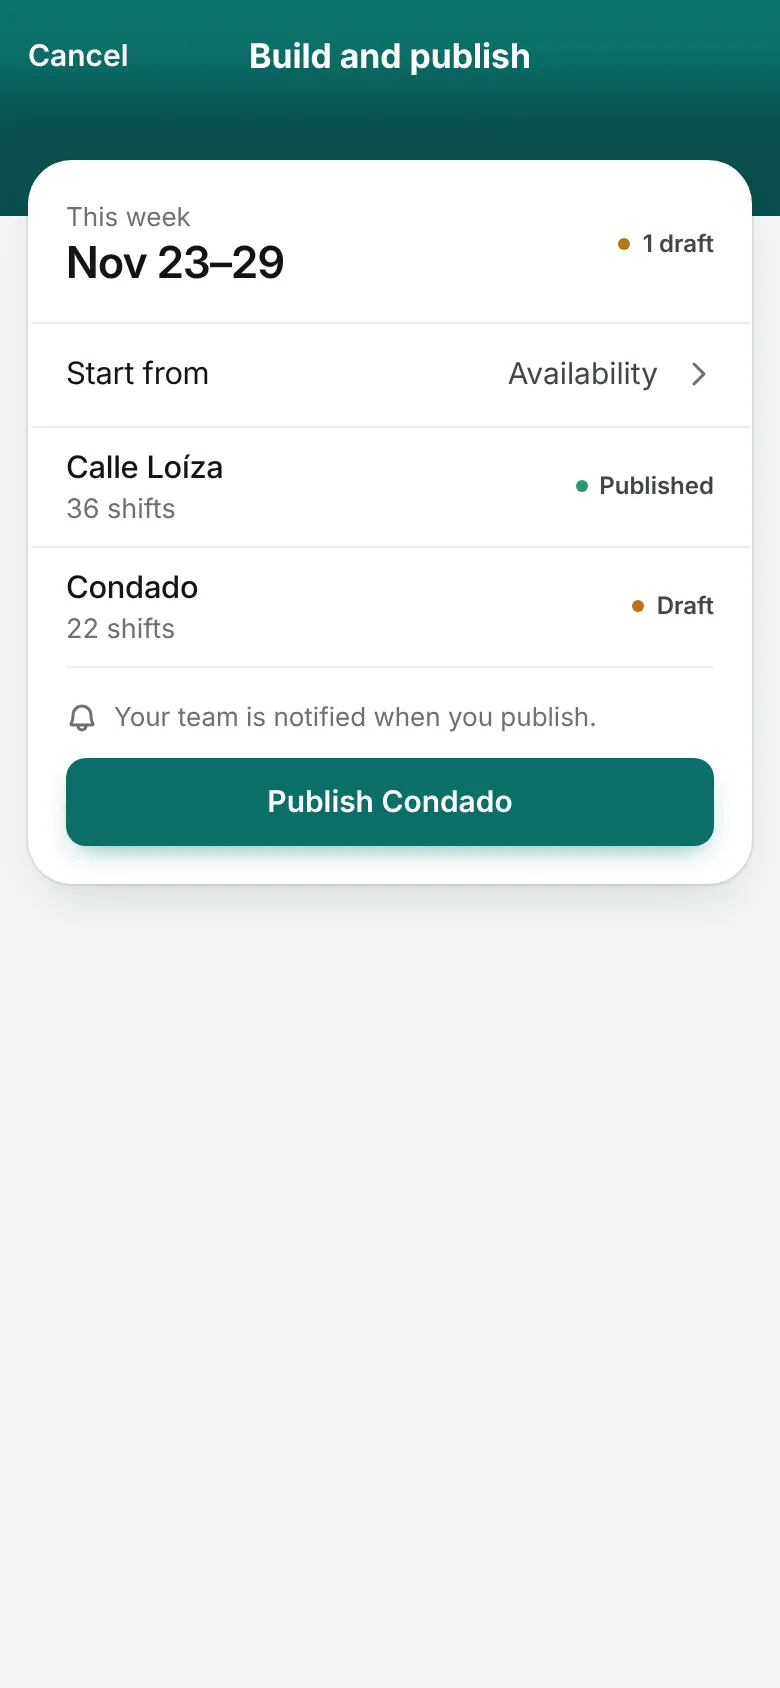 Cancel
Build and publish
This week
Nov 23–29
1 draft
Start from
Availability
Calle Loíza
36 shifts
Published
Condado
22 shifts
Draft
Your team is notified when you publish.
Publish Condado